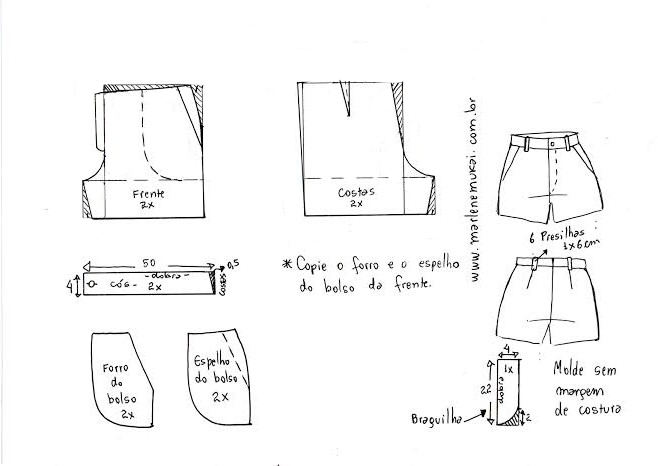 Frente
2x
Costas
2x
www.marlenemukai.com.br
6 Presilhas
1x6cm
50
0,5
4
cós -dobra-
2x
costas
* Copie o forro e o espelho
do bolso da frente.
Forro
do
bolso
2x
Espelho
do bolso
2x
4
1x
dobra
22
2
Braguilha
Molde sem
margem
de costura